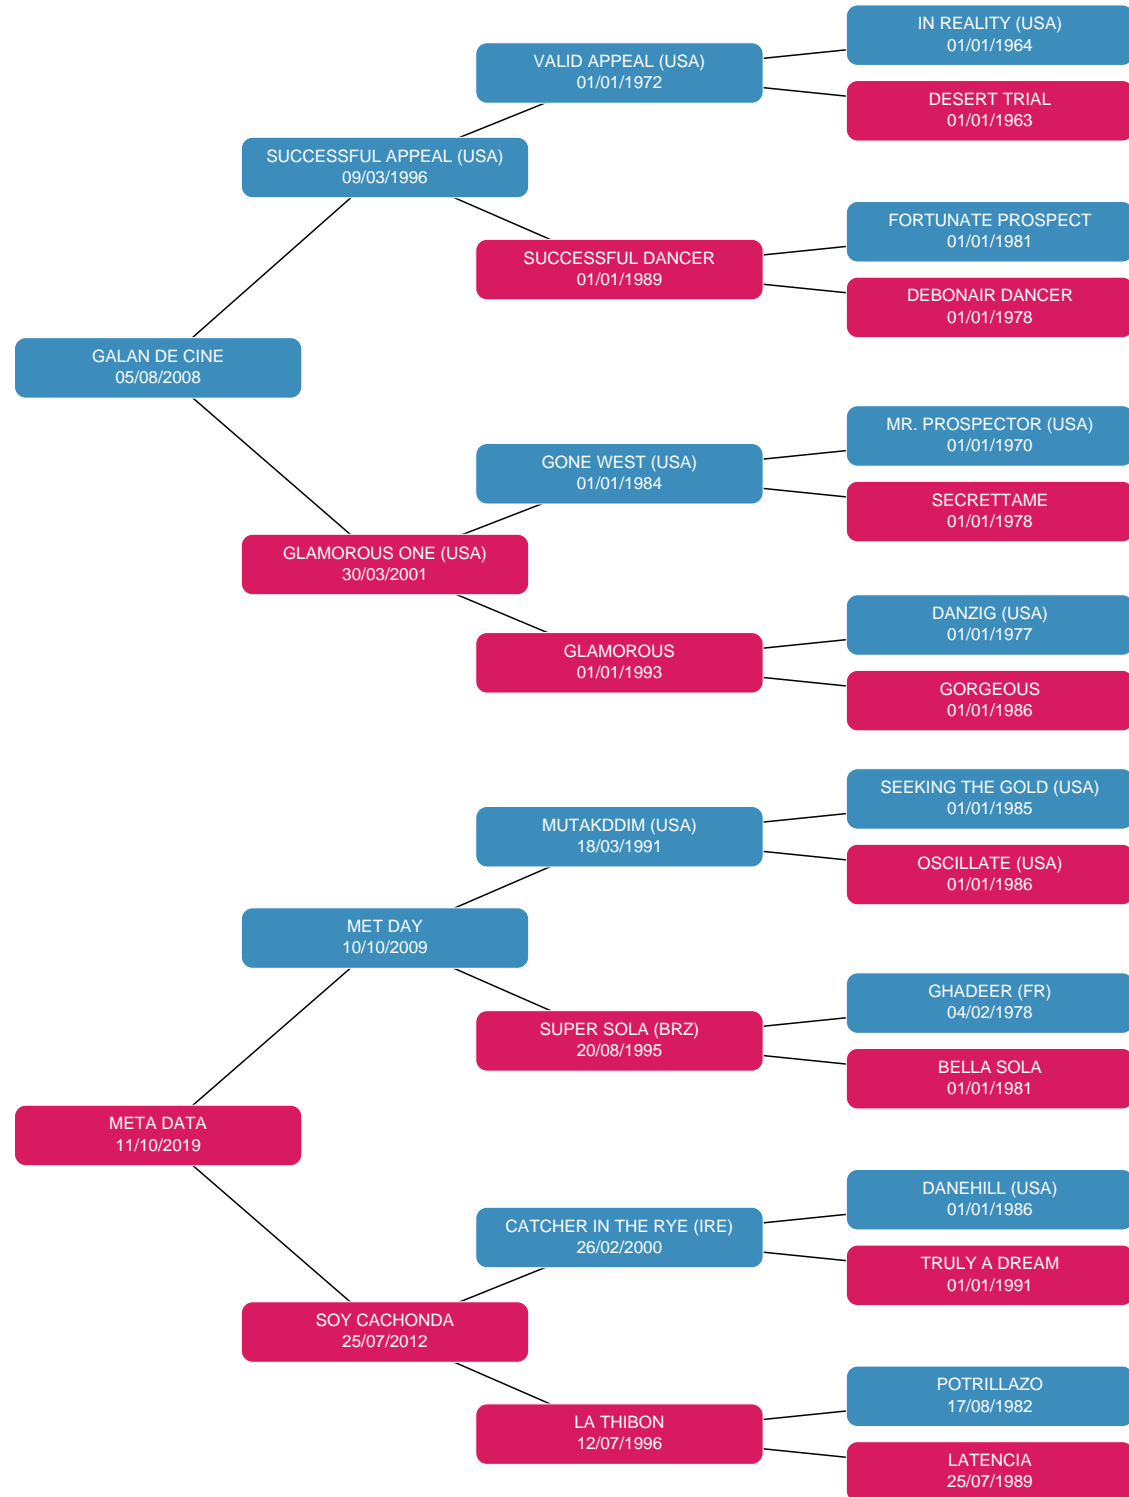 IN REALITY (USA)
01/01/1964
VALID APPEAL (USA)
01/01/1972
DESERT TRIAL
01/01/1963
SUCCESSFUL APPEAL (USA)
09/03/1996
FORTUNATE PROSPECT
01/01/1981
SUCCESSFUL DANCER
01/01/1989
DEBONAIR DANCER
01/01/1978
GALAN DE CINE
05/08/2008
MR. PROSPECTOR (USA)
01/01/1970
GONE WEST (USA)
01/01/1984
SECRETTAME
01/01/1978
GLAMOROUS ONE (USA)
30/03/2001
DANZIG (USA)
01/01/1977
GLAMOROUS
01/01/1993
GORGEOUS
01/01/1986
SEEKING THE GOLD (USA)
01/01/1985
MUTAKDDIM (USA)
18/03/1991
OSCILLATE (USA)
01/01/1986
MET DAY
10/10/2009
GHADEER (FR)
04/02/1978
SUPER SOLA (BRZ)
20/08/1995
BELLA SOLA
01/01/1981
META DATA
11/10/2019
DANEHILL (USA)
01/01/1986
CATCHER IN THE RYE (IRE)
26/02/2000
TRULY A DREAM
01/01/1991
SOY CACHONDA
25/07/2012
POTRILLAZO
17/08/1982
LA THIBON
12/07/1996
LATENCIA
25/07/1989